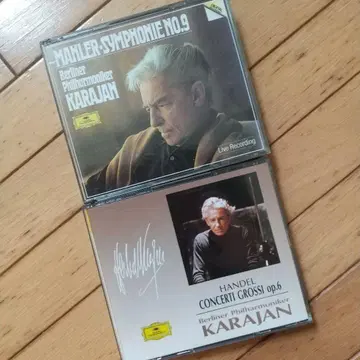 MAHLER·SYMPHONIE NO.9
Berliner
Philharmoniker
KARAJAN
Live Recording
HANDEL
CONCERTI GROSSI op.6
Berliner Philharmoniker
KARAJAN